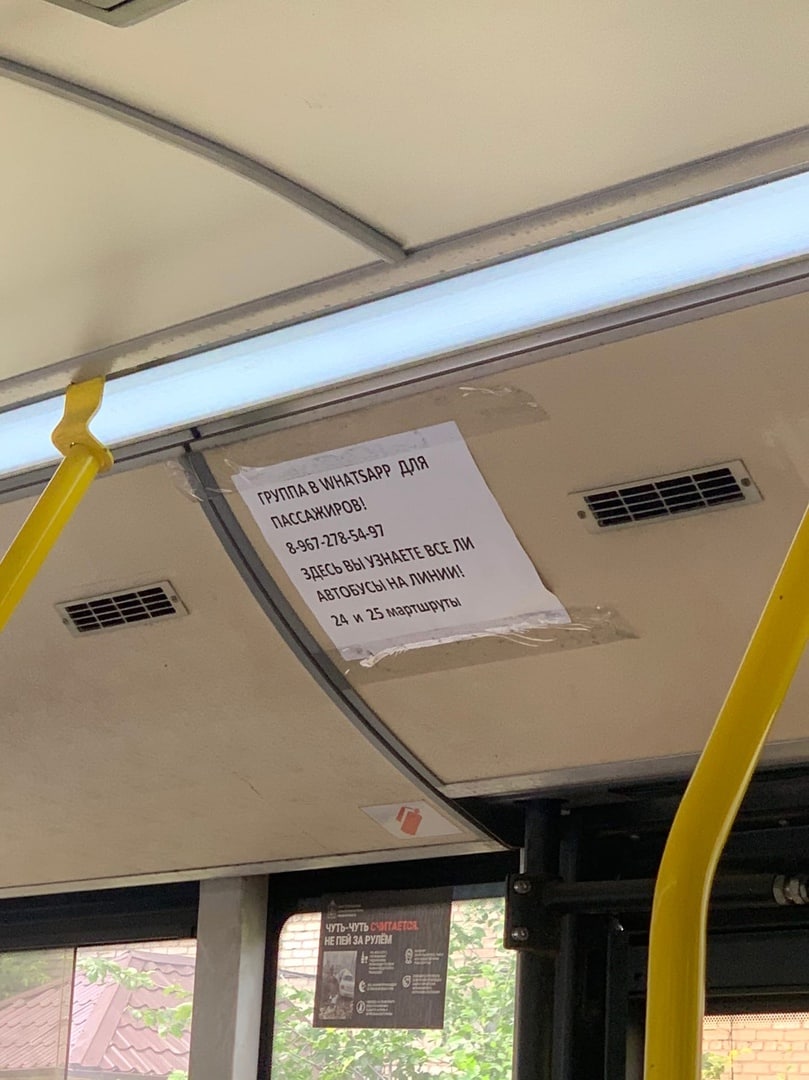 ГРУППА В WHATSAPP ДЛЯ
ПАССАЖИРОВ!
8-967-278-54-97
ЗДЕСЬ ВЫ УЗНАЕТЕ ВСЕ ЛИ
АВТОБУСЫ НА ЛИНИИ!
24 и 25 мартшруты
ЧУТЬ-ЧУТЬ СЧИТАЕТСЯ.
НЕ ПЕЙ ЗА РУЛЁМ